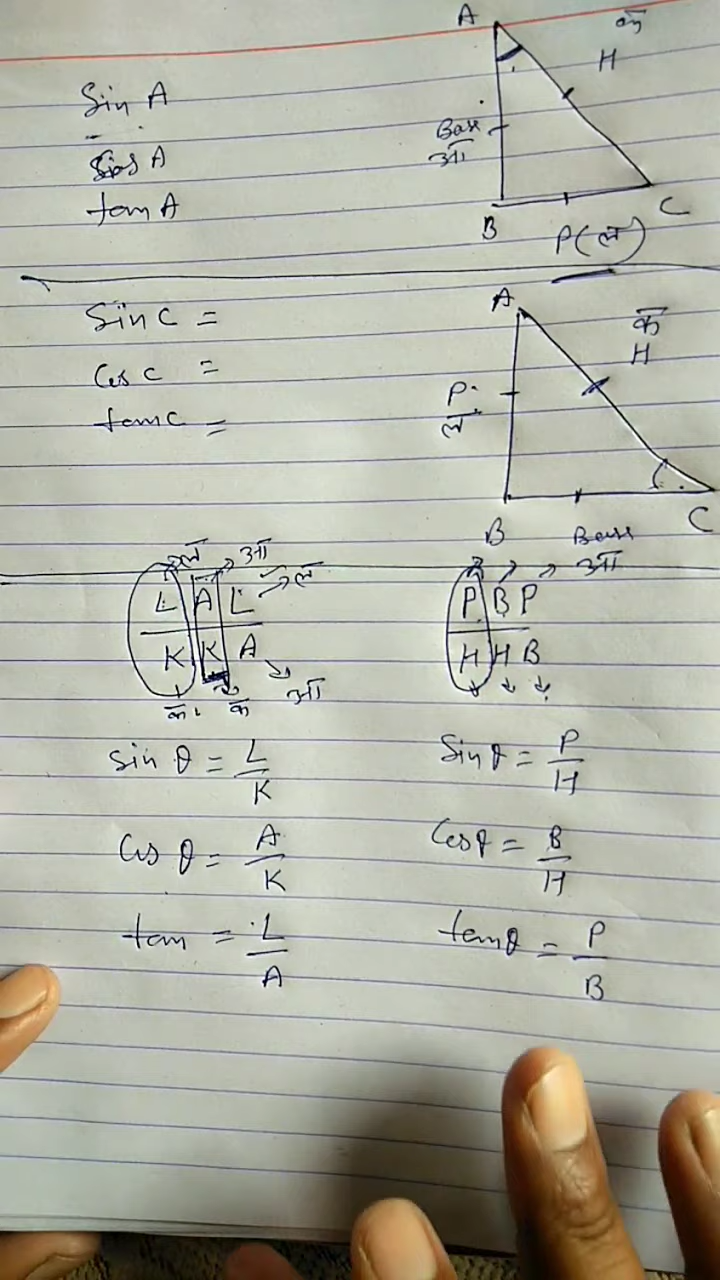 A
क
H
Sin A
Base
आ
Cos A
tan A
B
C
P(लं)
A
Sin C =
क
H
Cos C =
P
लं
tan C =
C
B
Base
लं आ लं
आ
L A L
P B P
K K A
H H B
क क आ
sin θ = L/K
Sin θ = P/H
Cos θ = A/K
Cos θ = B/H
tan = L/A
tan θ = P/B